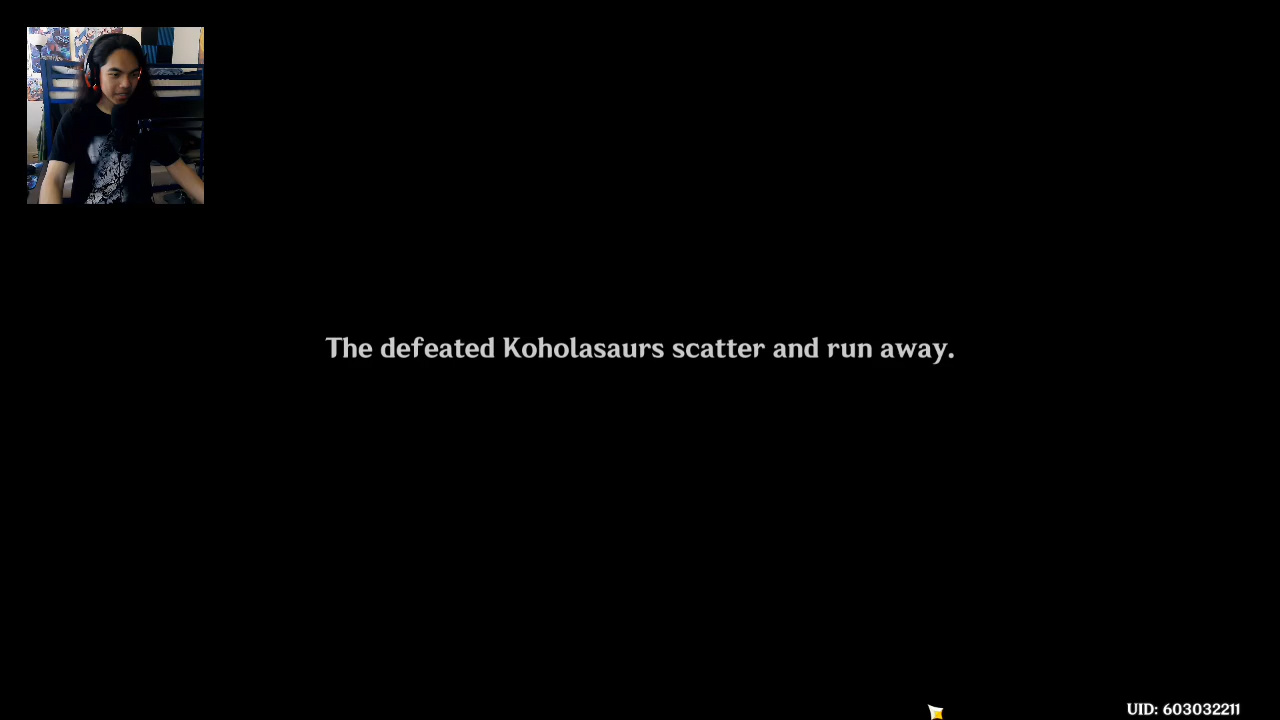 The defeated Koholasaurs scatter and run away.
UID: 603032211